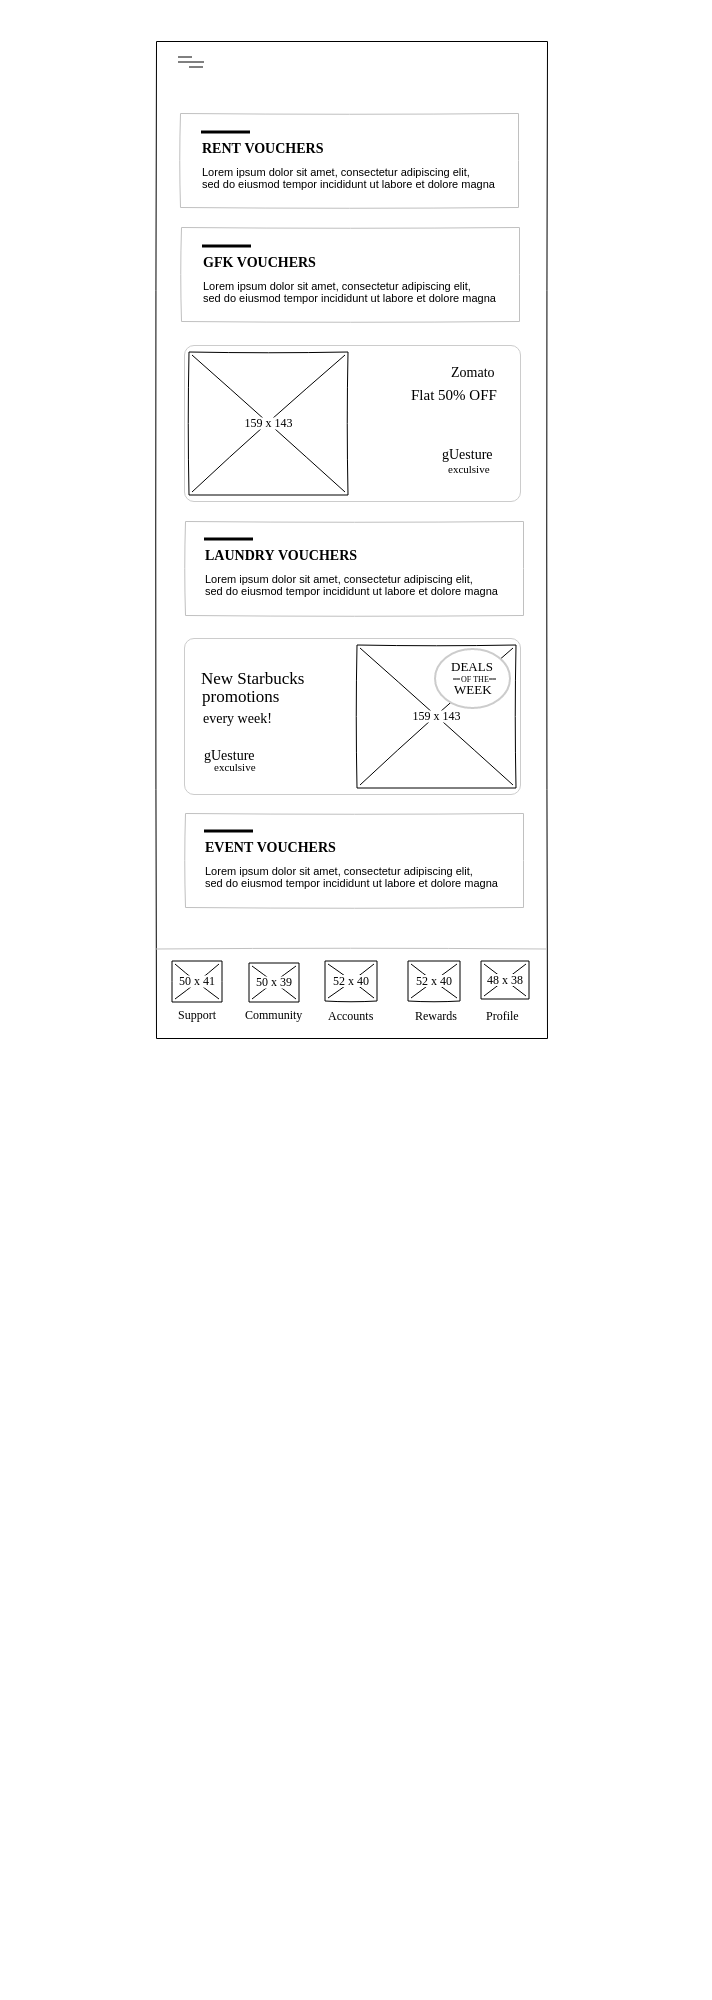 RENT VOUCHERS
Lorem ipsum dolor sit amet, consectetur adipiscing elit,
sed do eiusmod tempor incididunt ut labore et dolore magna
GFK VOUCHERS
Lorem ipsum dolor sit amet, consectetur adipiscing elit,
sed do eiusmod tempor incididunt ut labore et dolore magna
159 x 143
Zomato
Flat 50% OFF
gUesture
exculsive
LAUNDRY VOUCHERS
Lorem ipsum dolor sit amet, consectetur adipiscing elit,
sed do eiusmod tempor incididunt ut labore et dolore magna
New Starbucks
promotions
every week!
gUesture
exculsive
DEALS
OF THE
WEEK
159 x 143
EVENT VOUCHERS
Lorem ipsum dolor sit amet, consectetur adipiscing elit,
sed do eiusmod tempor incididunt ut labore et dolore magna
50 x 41
50 x 39
52 x 40
52 x 40
48 x 38
Support
Community
Accounts
Rewards
Profile